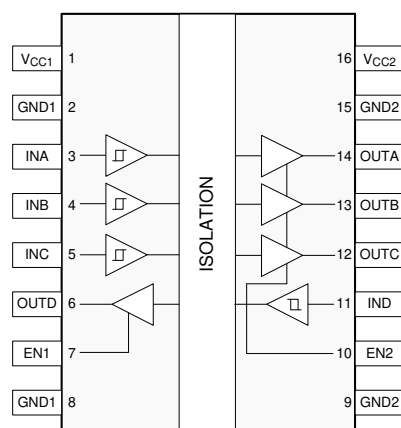 VCC1 1 16 VCC2
GND1 2 15 GND2
INA 3 14 OUTA
INB 4 13 OUTB
INC 5 12 OUTC
OUTD 6 11 IND
EN1 7 10 EN2
GND1 8 9 GND2
ISOLATION